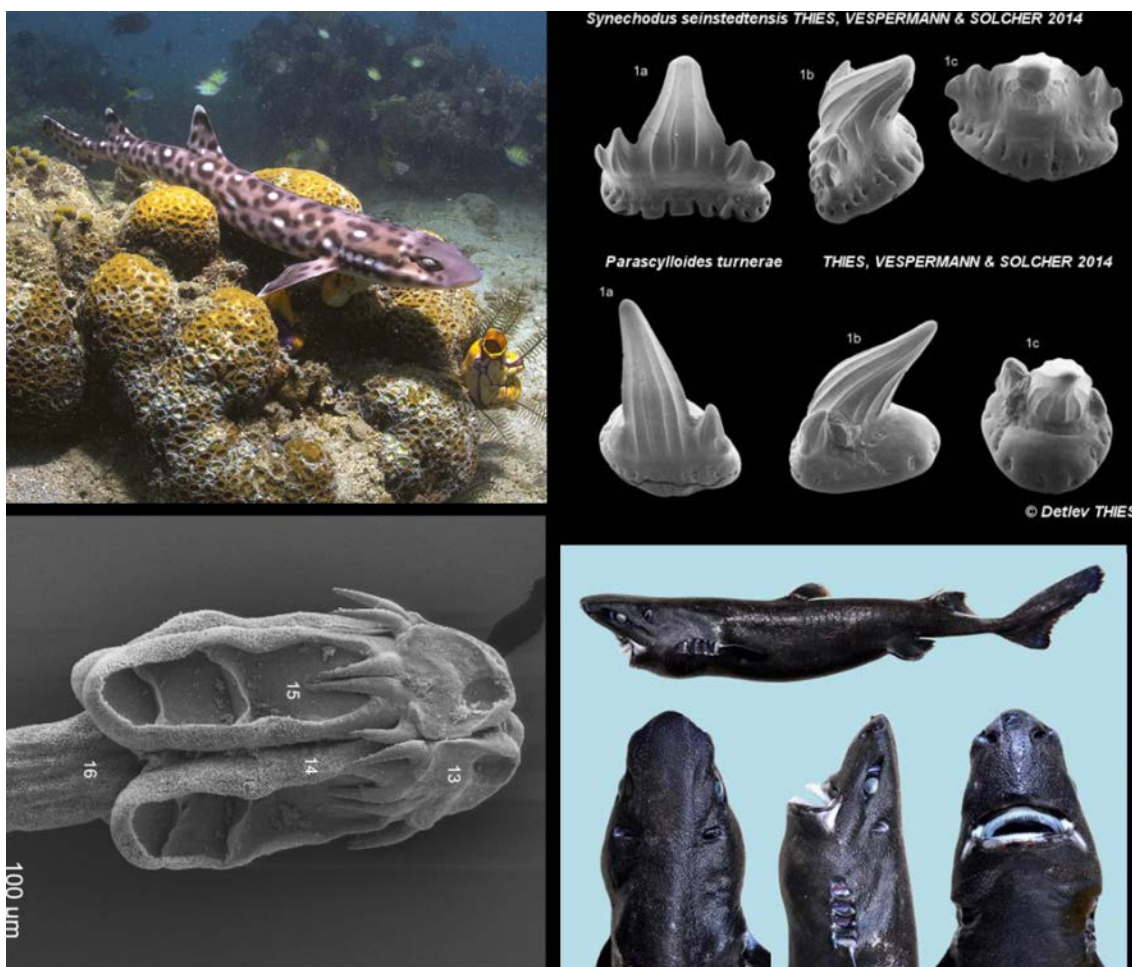 Synechodus seinstedtensis THIES, VESPERMANN & SOLCHER 2014
1a
1b
1c
Parascylloides turnerae THIES, VESPERMANN & SOLCHER 2014
1a
1b
1c
© Detlev THIES
15
13
14
16
100 µm